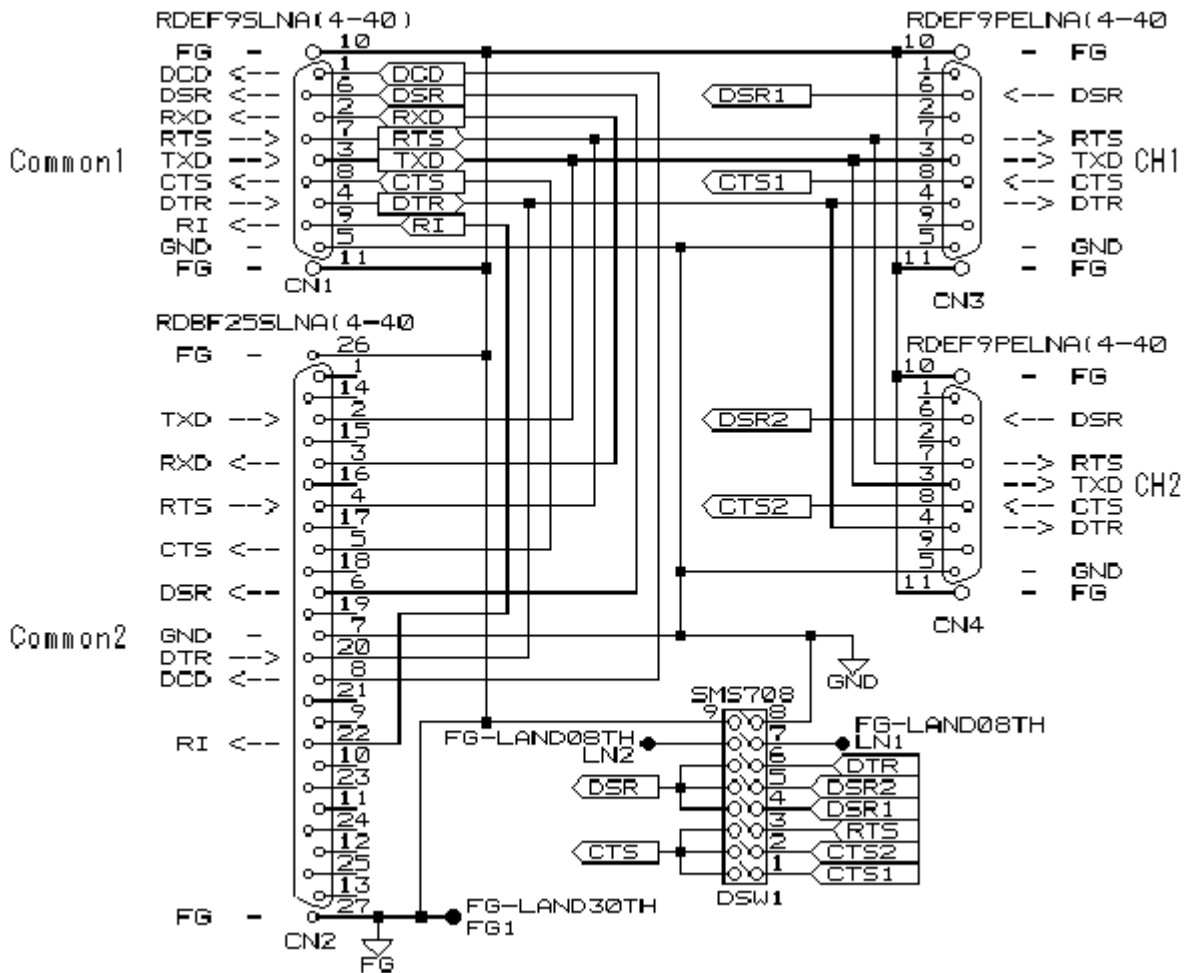 RDEF9SLNA(4-40)
FG - 10
DCD <-- 1 DCD
DSR <-- 6 DSR
RXD <-- 2 RXD
RTS --> 7 RTS
Common1 TXD --> 3 TXD
CTS <-- 8 CTS
DTR --> 4 DTR
RI <-- 9 RI
GND - 5
FG - 11
CN1
RDEF9PELNA(4-40
10 - FG
1
DSR1 6 <-- DSR
2
7 --> RTS
3 --> TXD CH1
CTS1 8 <-- CTS
4 --> DTR
9
5 - GND
11 - FG
CN3
RDBF25SLNA(4-40
FG - 26
1
14
TXD --> 2
15
RXD <-- 3
16
RTS --> 4
17
CTS <-- 5
18
DSR <-- 6
19
Common2 GND - 7
DTR --> 20
DCD <-- 8
21
9
RI <-- 22
10
23
11
24
12
25
13
FG - 27
CN2
FG
FG-LAND30TH
FG1
RDEF9PELNA(4-40
10 - FG
1
DSR2 6 <-- DSR
2
7 --> RTS
3 --> TXD CH2
CTS2 8 <-- CTS
4 --> DTR
9
5 - GND
11 - FG
CN4
GND
SMS708
9 8
FG-LAND08TH
LN2
7
FG-LAND08TH
LN1
6 DTR
DSR 5 DSR2
4 DSR1
3 RTS
CTS 2 CTS2
1 CTS1
DSW1